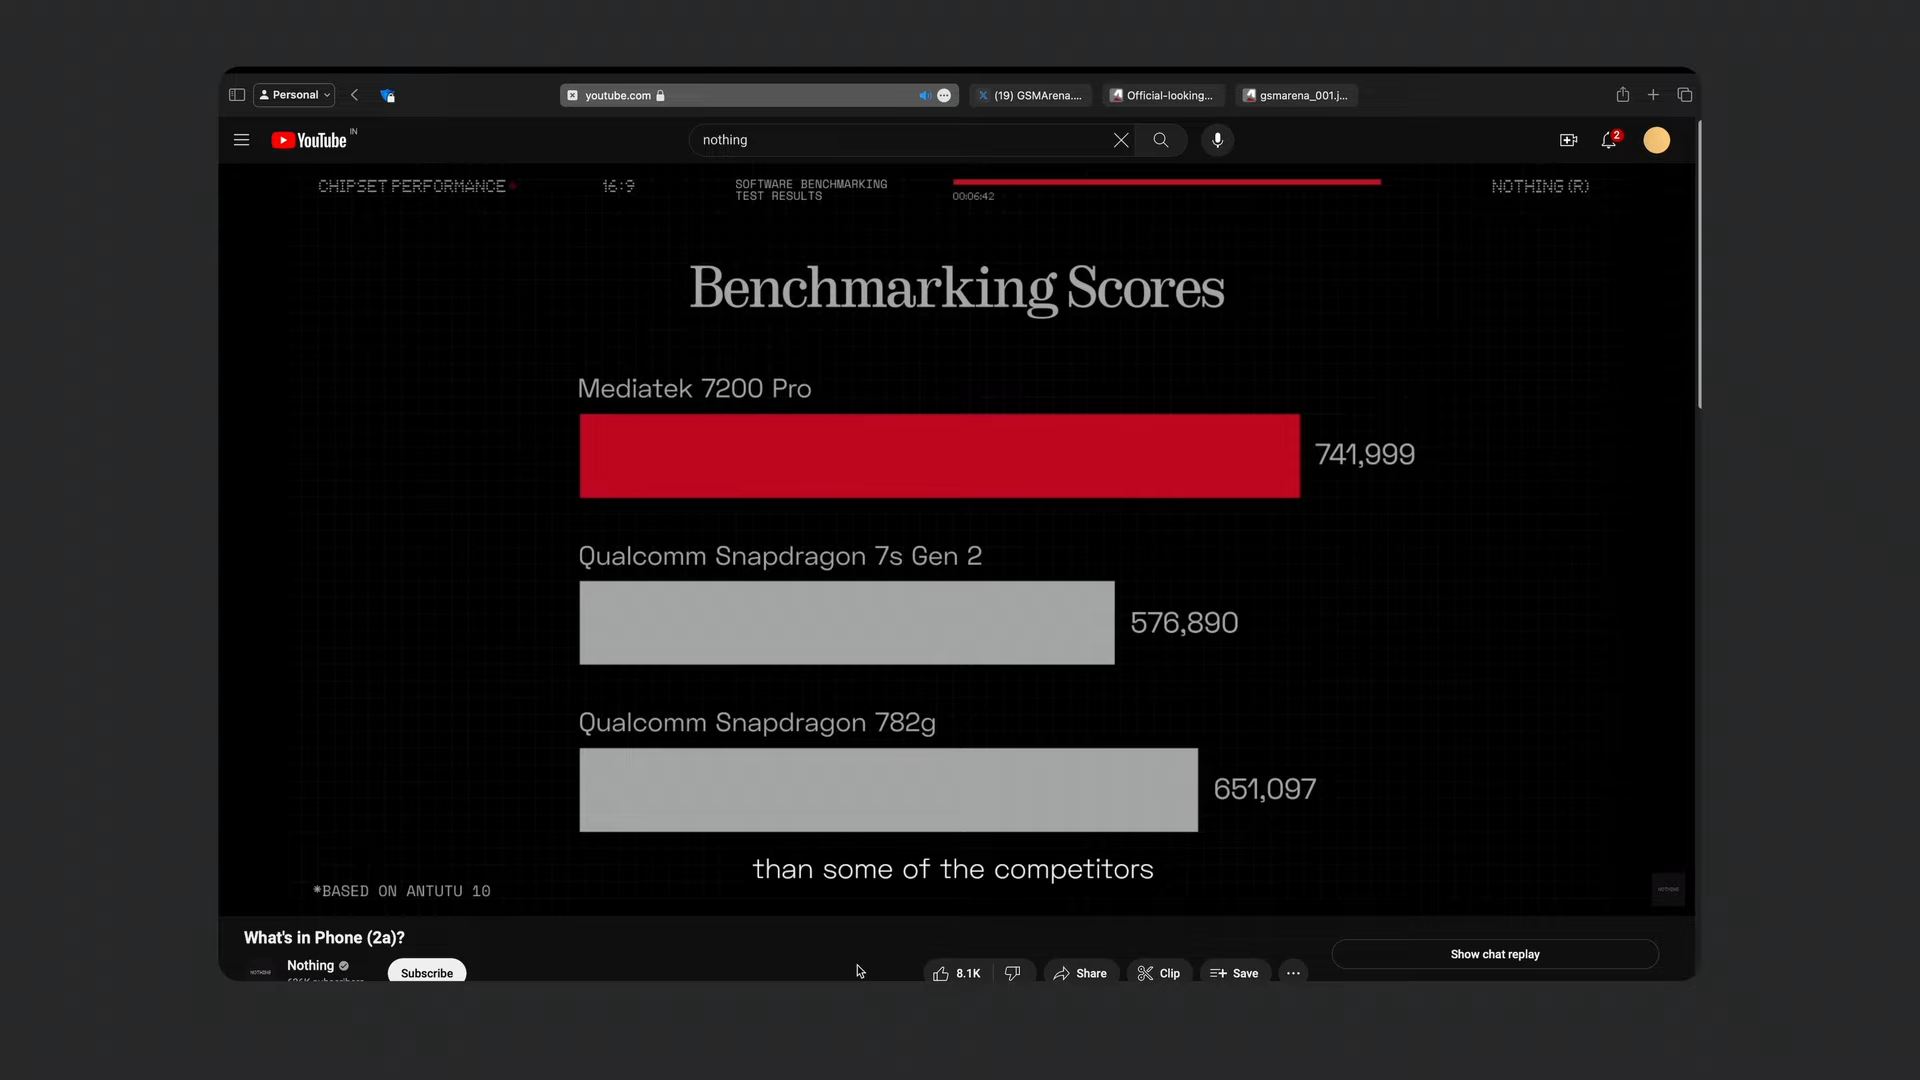 Personal
youtube.com
(19) GSMArena....
Official-looking...
gsmarena_001.j...
YouTube IN
nothing
2
CHIPSET PERFORMANCE
16:9
SOFTWARE BENCHMARKING
TEST RESULTS
00:06:42
NOTHING (R)
Benchmarking Scores
Mediatek 7200 Pro
741,999
Qualcomm Snapdragon 7s Gen 2
576,890
Qualcomm Snapdragon 782g
651,097
than some of the competitors
*BASED ON ANTUTU 10
NOTHING
What's in Phone (2a)?
NOTHING
Nothing
Subscribe
8.1K
Share
Clip
Save
Show chat replay